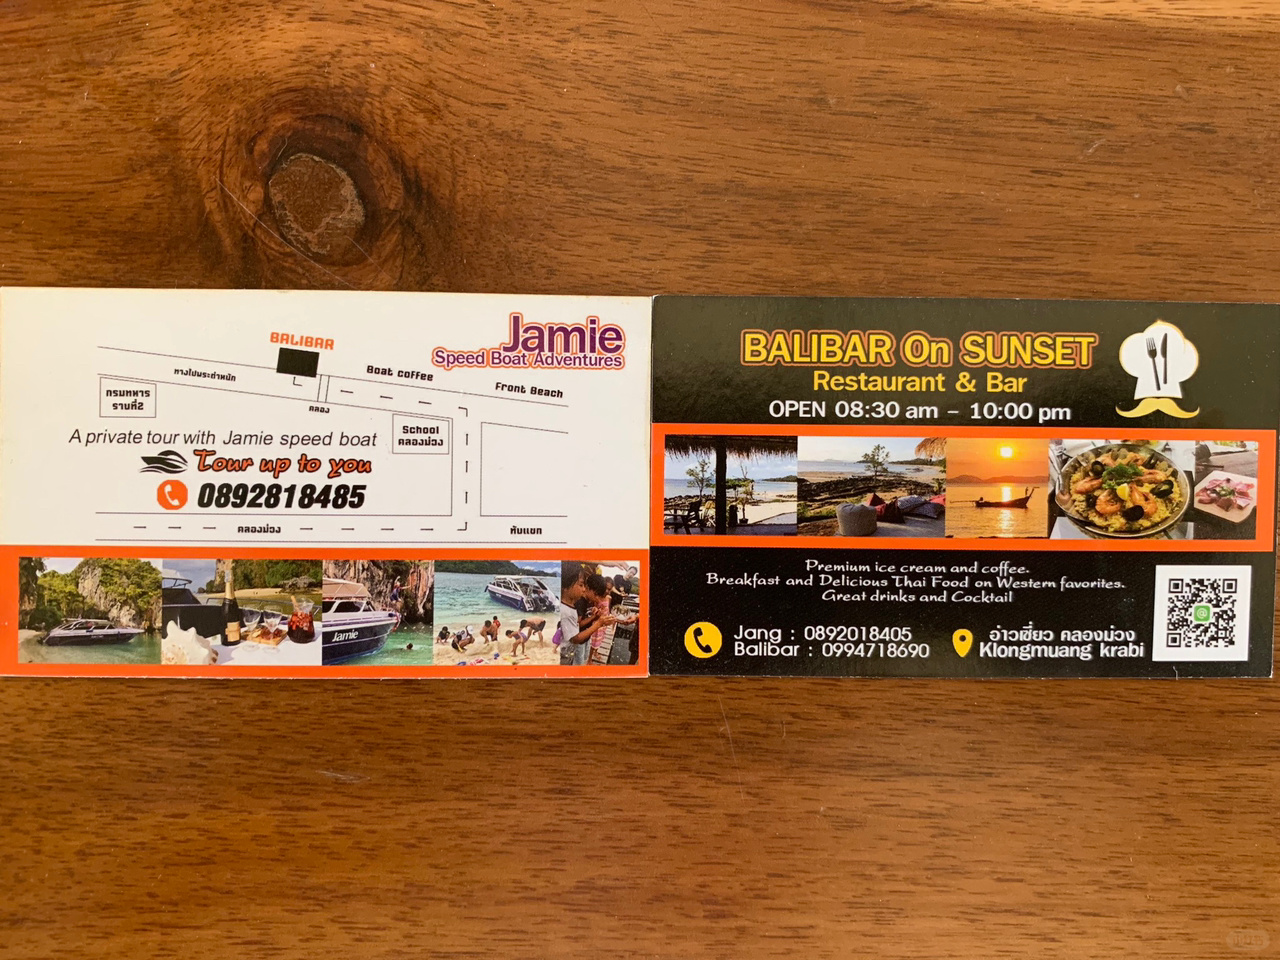 BALIBAR
Jamie
Speed Boat Adventures
ทางไปพระตำหนัก
Boat coffee
Front Beach
กรมทหาร
ราบที่2
คลอง
School
คลองม่วง
A private tour with Jamie speed boat
Tour up to you
0892818485
คลองม่วง
ทับแขก
Jamie
BALIBAR On SUNSET
Restaurant & Bar
OPEN 08:30 am - 10:00 pm
Premium ice cream and coffee.
Breakfast and Delicious Thai Food on Western favorites.
Great drinks and Cocktail
Jang : 0892018405
Balibar : 0994718690
อ่าวเซี่ยว คลองม่วง
Klongmuang krabi